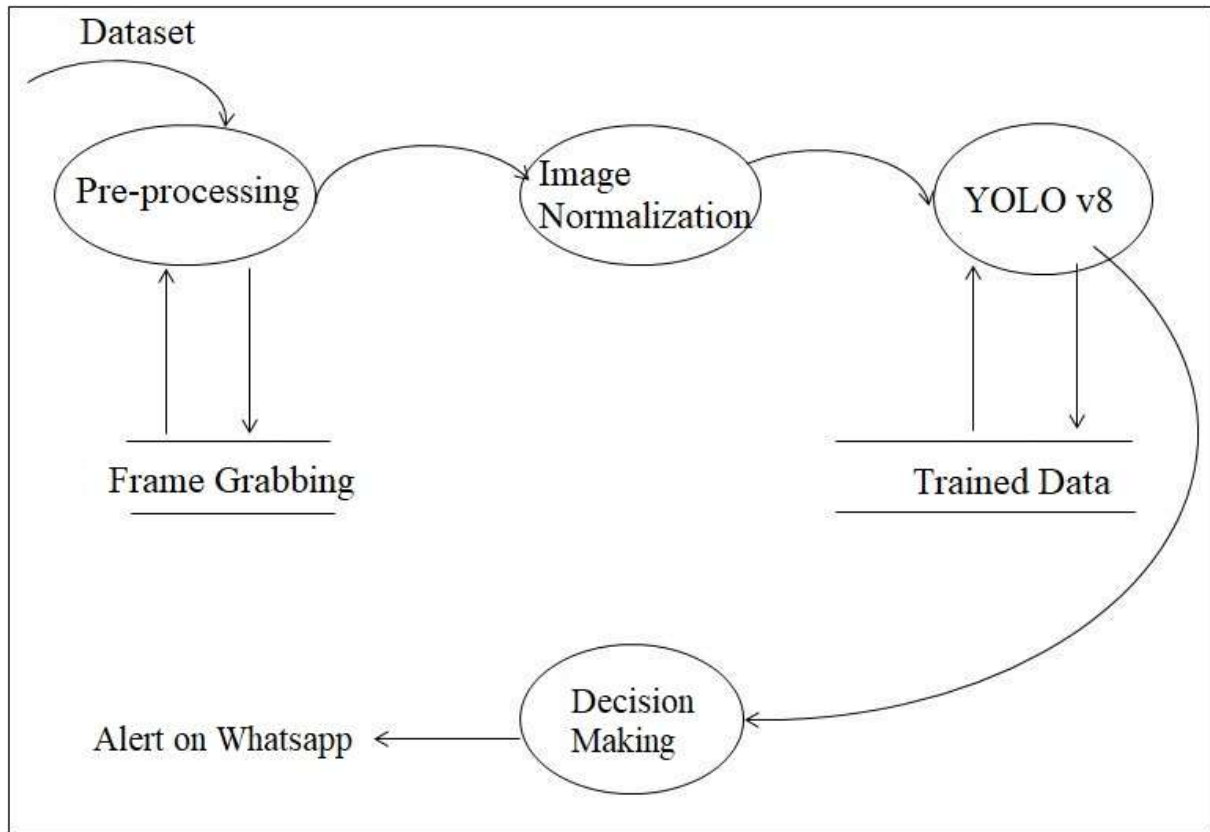 Dataset
Pre-processing
Image
Normalization
YOLO v8
Frame Grabbing
Trained Data
Decision
Making
Alert on Whatsapp